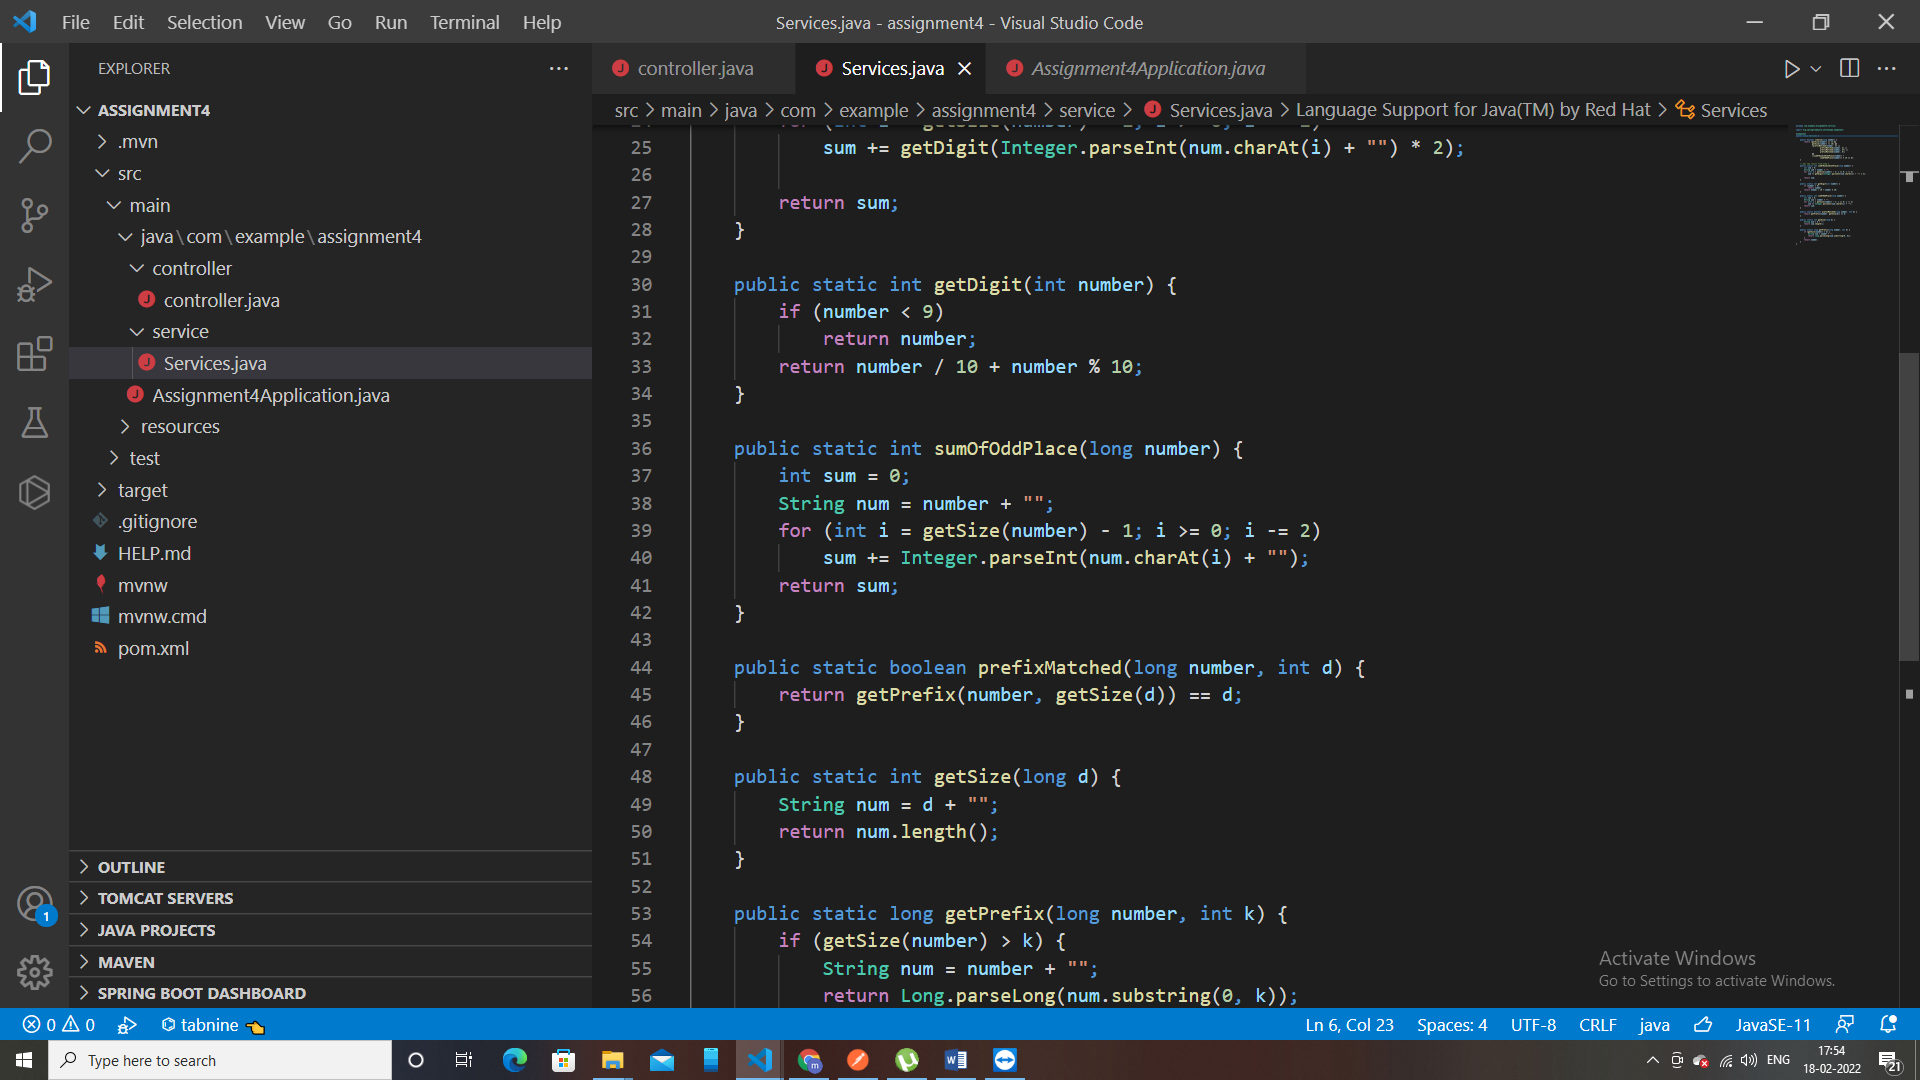 File Edit Selection View Go Run Terminal Help
Services.java - assignment4 - Visual Studio Code
EXPLORER
ASSIGNMENT4
.mvn
src
main
java\com\example\assignment4
controller
controller.java
service
Services.java
Assignment4Application.java
resources
test
target
.gitignore
HELP.md
mvnw
mvnw.cmd
pom.xml
OUTLINE
TOMCAT SERVERS
JAVA PROJECTS
MAVEN
SPRING BOOT DASHBOARD
1
controller.java Services.java Assignment4Application.java
src > main > java > com > example > assignment4 > service > Services.java > Language Support for Java(TM) by Red Hat > Services
25 sum += getDigit(Integer.parseInt(num.charAt(i) + "") * 2);
26
27 return sum;
28 }
29
30 public static int getDigit(int number) {
31 if (number < 9)
32 return number;
33 return number / 10 + number % 10;
34 }
35
36 public static int sumOfOddPlace(long number) {
37 int sum = 0;
38 String num = number + "";
39 for (int i = getSize(number) - 1; i >= 0; i -= 2)
40 sum += Integer.parseInt(num.charAt(i) + "");
41 return sum;
42 }
43
44 public static boolean prefixMatched(long number, int d) {
45 return getPrefix(number, getSize(d)) == d;
46 }
47
48 public static int getSize(long d) {
49 String num = d + "";
50 return num.length();
51 }
52
53 public static long getPrefix(long number, int k) {
54 if (getSize(number) > k) {
55 String num = number + "";
56 return Long.parseLong(num.substring(0, k));
Activate Windows
Go to Settings to activate Windows.
0 0 tabnine
Ln 6, Col 23 Spaces: 4 UTF-8 CRLF java JavaSE-11
Type here to search
ENG
17:54
18-02-2022
21